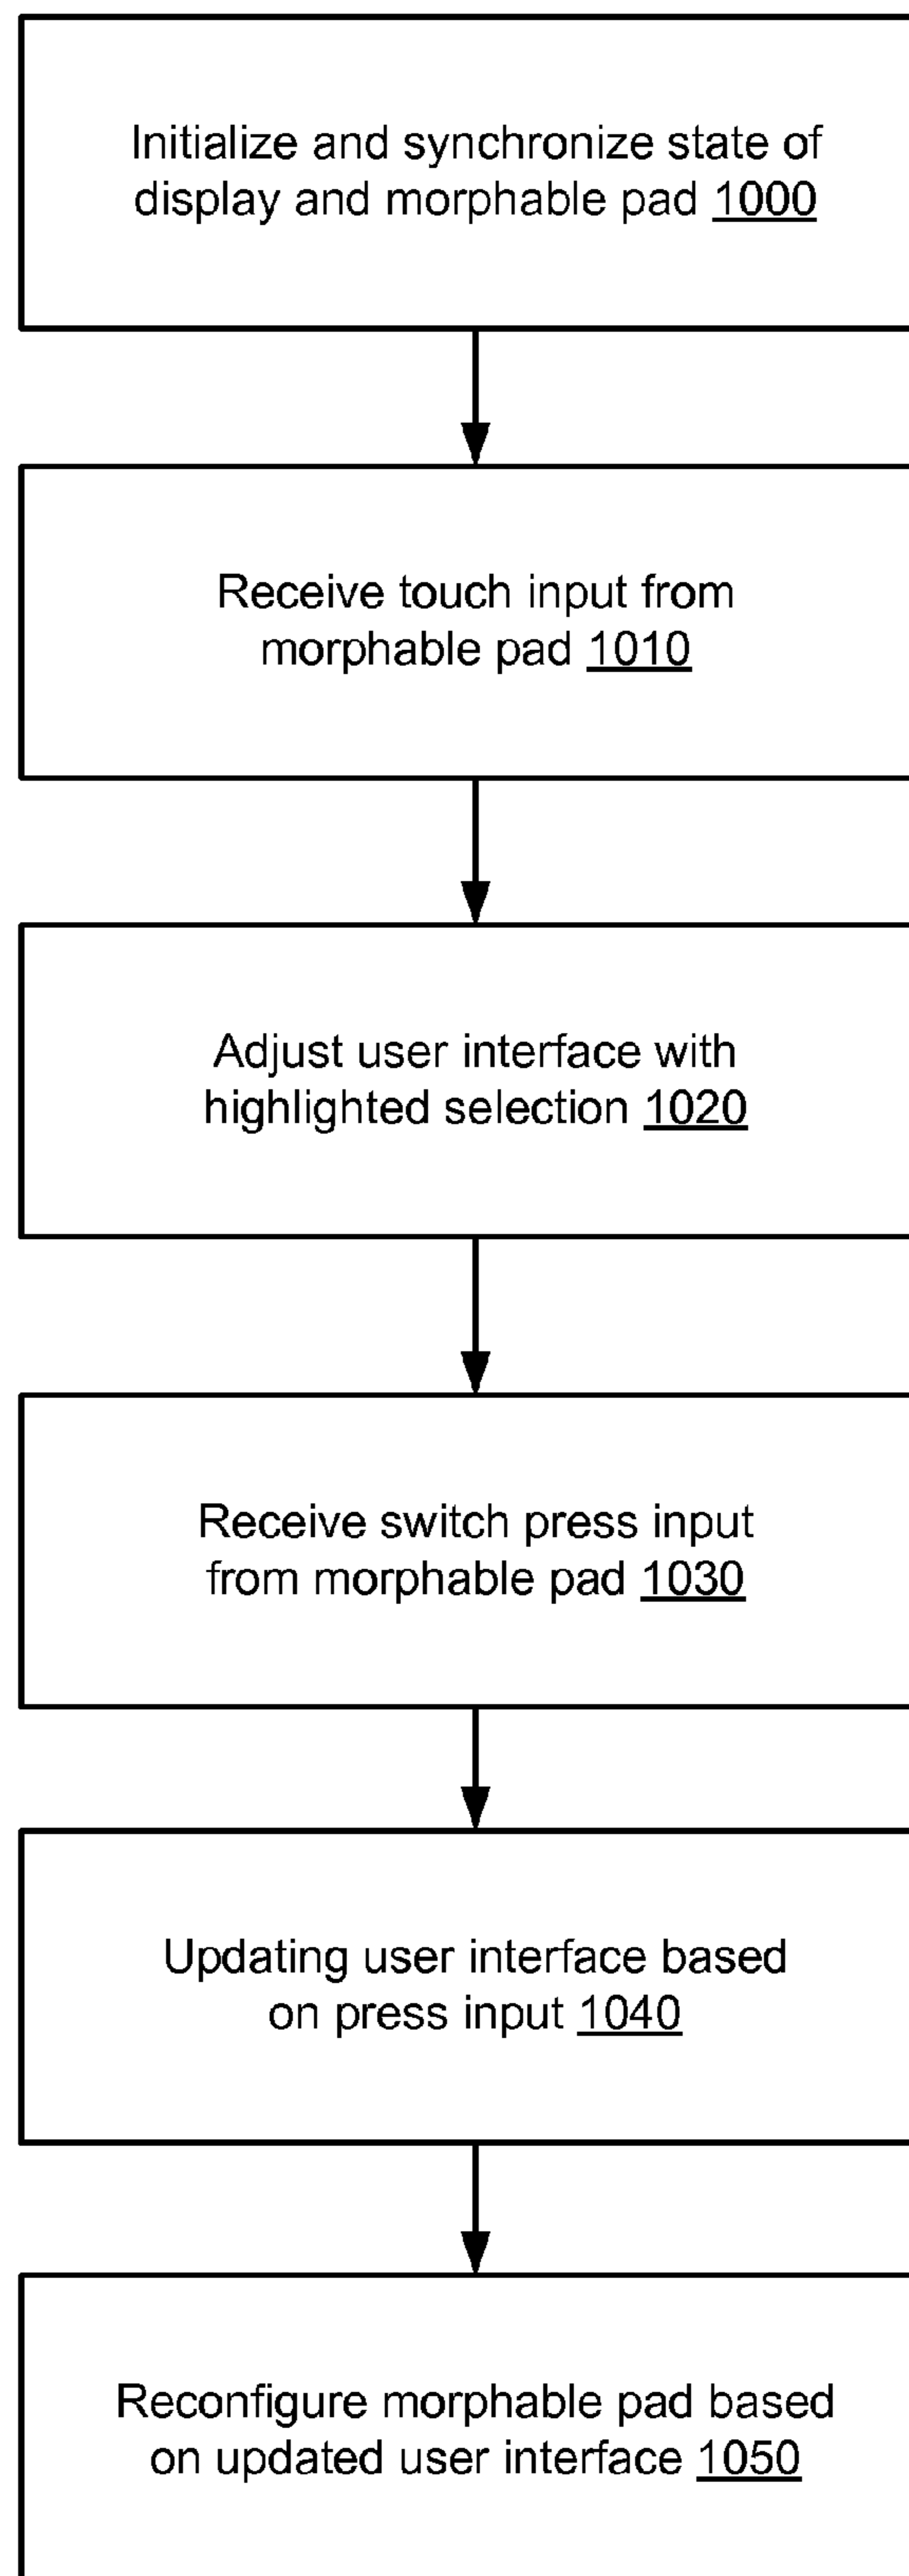 Initialize and synchronize state of
display and morphable pad 1000
Receive touch input from
morphable pad 1010
Adjust user interface with
highlighted selection 1020
Receive switch press input
from morphable pad 1030
Updating user interface based
on press input 1040
Reconfigure morphable pad based
on updated user interface 1050